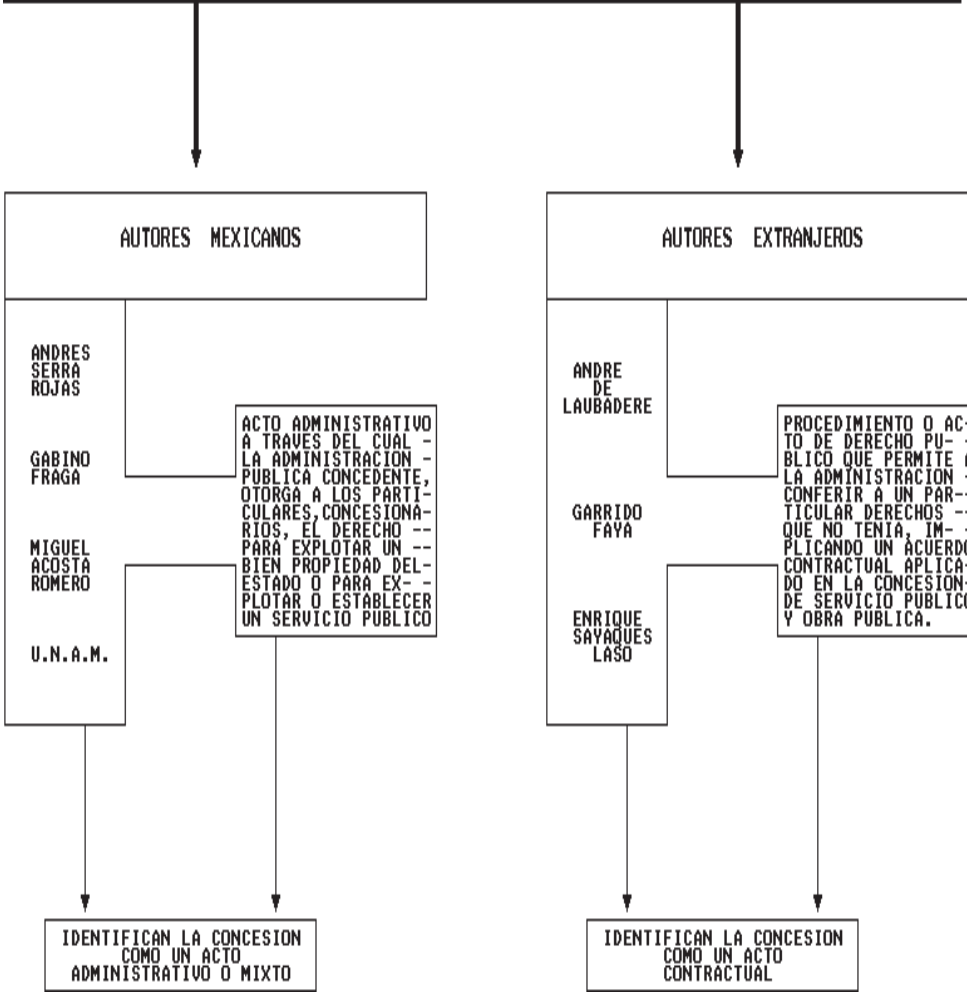 AUTORES MEXICANOS
ANDRES
SERRA
ROJAS
GABINO
FRAGA
MIGUEL
ACOSTA
ROMERO
U.N.A.M.
ACTO ADMINISTRATIVO
A TRAVES DEL CUAL -
LA ADMINISTRACION -
PUBLICA CONCEDENTE,
OTORGA A LOS PARTI-
CULARES,CONCESIONA-
RIOS, EL DERECHO --
PARA EXPLOTAR UN --
BIEN PROPIEDAD DEL-
ESTADO O PARA EX- -
PLOTAR O ESTABLECER
UN SERVICIO PUBLICO
IDENTIFICAN LA CONCESION
COMO UN ACTO
ADMINISTRATIVO O MIXTO
AUTORES EXTRANJEROS
ANDRE
DE
LAUBADERE
GARRIDO
FAYA
ENRIQUE
SAYAQUES
LASO
PROCEDIMIENTO O AC-
TO DE DERECHO PU- -
BLICO QUE PERMITE A
LA ADMINISTRACION -
CONFERIR A UN PAR--
TICULAR DERECHOS --
QUE NO TENIA, IM- -
PLICANDO UN ACUERDO
CONTRACTUAL APLICA-
DO EN LA CONCESION-
DE SERVICIO PUBLICO
Y OBRA PUBLICA.
IDENTIFICAN LA CONCESION
COMO UN ACTO
CONTRACTUAL